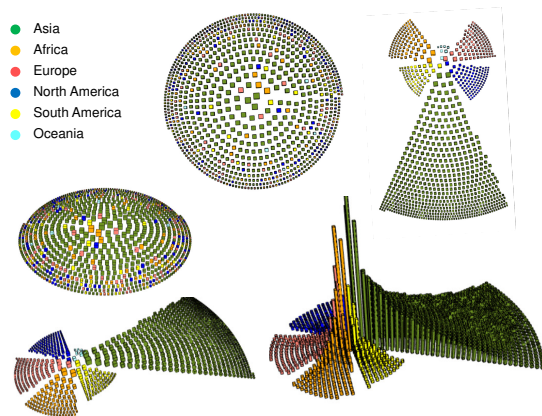 Asia
Africa
Europe
North America
South America
Oceania